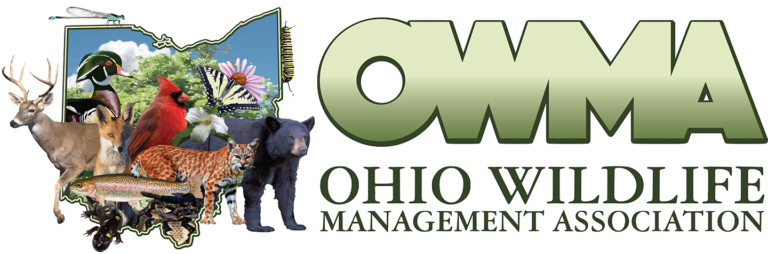 OWMA
OHIO WILDLIFE
MANAGEMENT ASSOCIATION